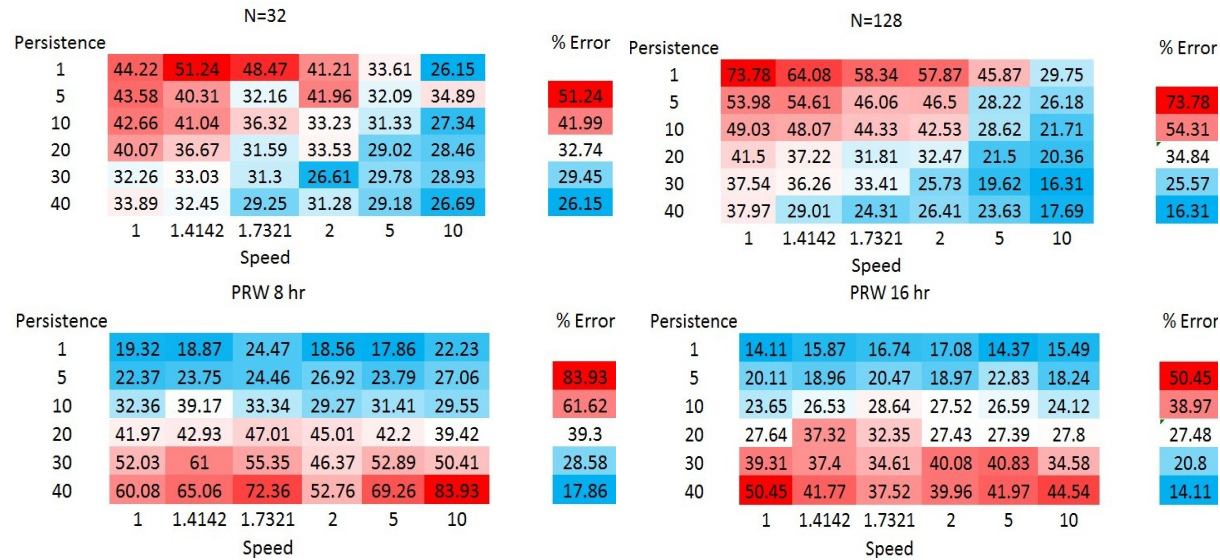 N=32
Persistence % Error
1 44.22 51.24 48.47 41.21 33.61 26.15
5 43.58 40.31 32.16 41.96 32.09 34.89 51.24
10 42.66 41.04 36.32 33.23 31.33 27.34 41.99
20 40.07 36.67 31.59 33.53 29.02 28.46 32.74
30 32.26 33.03 31.3 26.61 29.78 28.93 29.45
40 33.89 32.45 29.25 31.28 29.18 26.69 26.15
1 1.4142 1.7321 2 5 10
Speed
N=128
Persistence % Error
1 73.78 64.08 58.34 57.87 45.87 29.75
5 53.98 54.61 46.06 46.5 28.22 26.18 73.78
10 49.03 48.07 44.33 42.53 28.62 21.71 54.31
20 41.5 37.22 31.81 32.47 21.5 20.36 34.84
30 37.54 36.26 33.41 25.73 19.62 16.31 25.57
40 37.97 29.01 24.31 26.41 23.63 17.69 16.31
1 1.4142 1.7321 2 5 10
Speed
PRW 8 hr
Persistence % Error
1 19.32 18.87 24.47 18.56 17.86 22.23
5 22.37 23.75 24.46 26.92 23.79 27.06 83.93
10 32.36 39.17 33.34 29.27 31.41 29.55 61.62
20 41.97 42.93 47.01 45.01 42.2 39.42 39.3
30 52.03 61 55.35 46.37 52.89 50.41 28.58
40 60.08 65.06 72.36 52.76 69.26 83.93 17.86
1 1.4142 1.7321 2 5 10
Speed
PRW 16 hr
Persistence % Error
1 14.11 15.87 16.74 17.08 14.37 15.49
5 20.11 18.96 20.47 18.97 22.83 18.24 50.45
10 23.65 26.53 28.64 27.52 26.59 24.12 38.97
20 27.64 37.32 32.35 27.43 27.39 27.8 27.48
30 39.31 37.4 34.61 40.08 40.83 34.58 20.8
40 50.45 41.77 37.52 39.96 41.97 44.54 14.11
1 1.4142 1.7321 2 5 10
Speed